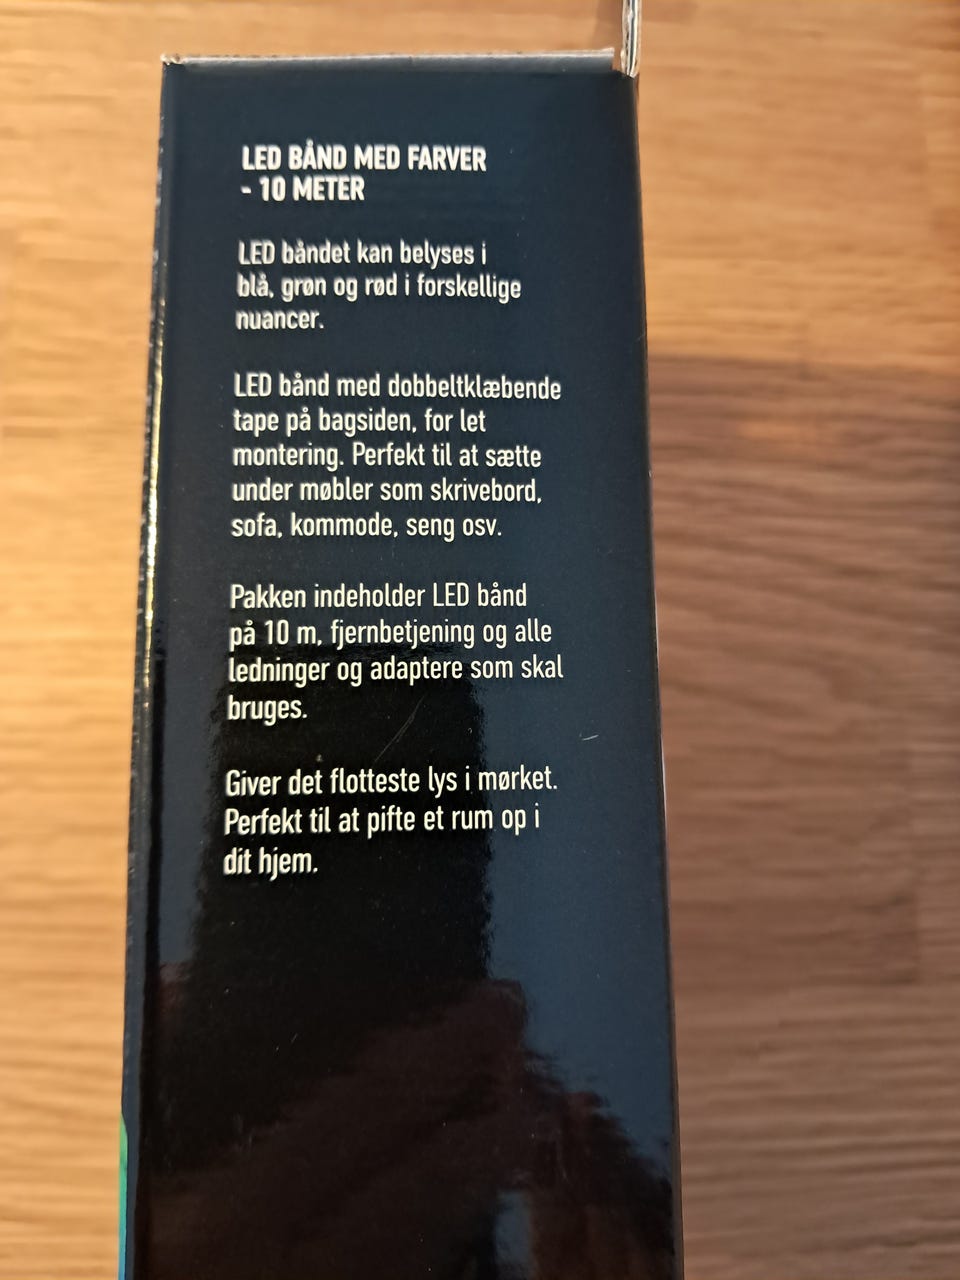 LED BÅND MED FARVER
- 10 METER
LED båndet kan belyses i
blå, grøn og rød i forskellige
nuancer.
LED bånd med dobbeltklæbende
tape på bagsiden, for let
montering. Perfekt til at sætte
under møbler som skrivebord,
sofa, kommode, seng osv.
Pakken indeholder LED bånd
på 10 m, fjernbetjening og alle
ledninger og adaptere som skal
bruges.
Giver det flotteste lys i mørket.
Perfekt til at pifte et rum op i
dit hjem.